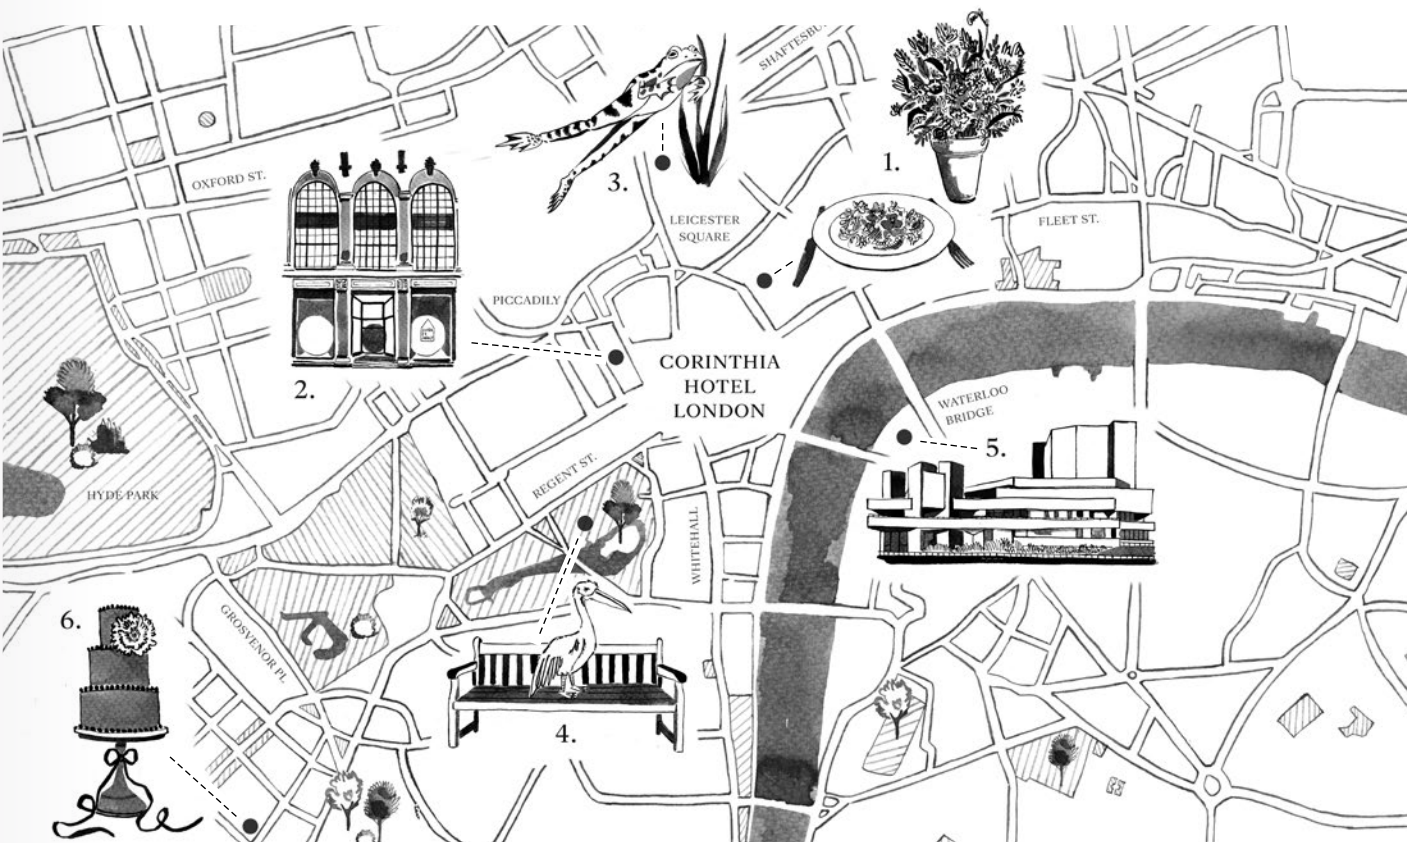 SHAFTESBU
1.
3.
OXFORD ST.
LEICESTER
SQUARE
FLEET ST.
PICCADILY
2.
CORINTHIA
HOTEL
LONDON
WATERLOO
BRIDGE
5.
REGENT ST.
HYDE PARK
WHITEHALL
6.
GROSVENOR PL.
4.